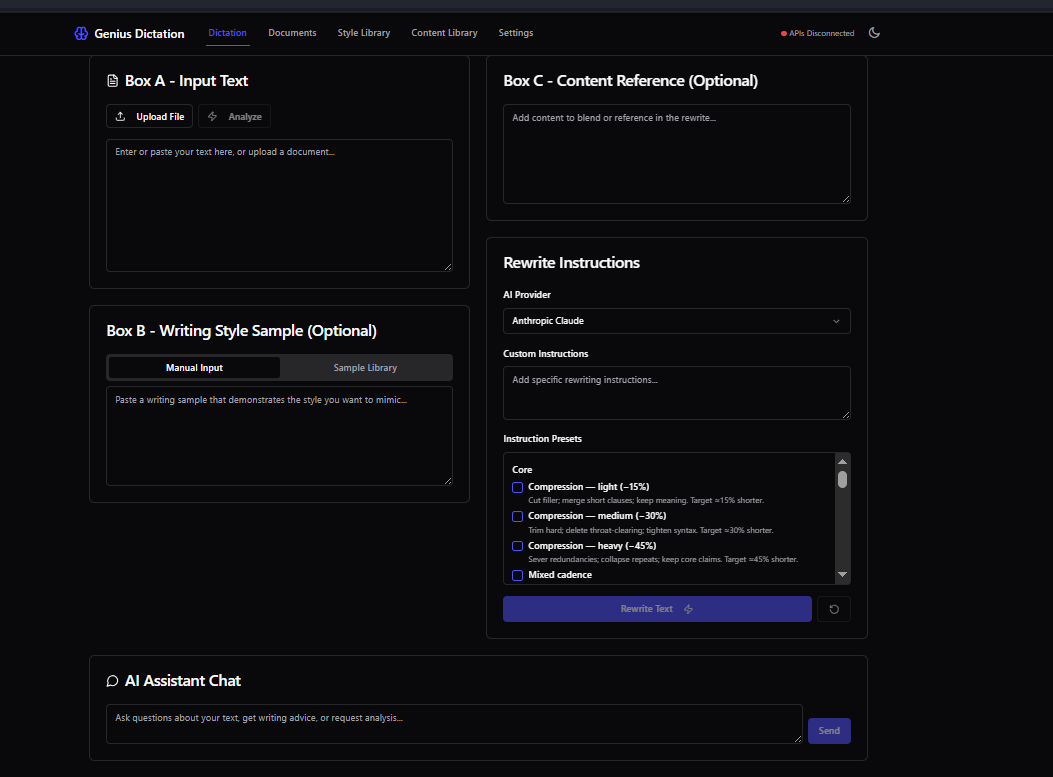 Genius Dictation
Dictation
Documents
Style Library
Content Library
Settings
APIs Disconnected
Box A - Input Text
Upload File
Analyze
Enter or paste your text here, or upload a document...
Box B - Writing Style Sample (Optional)
Manual Input
Sample Library
Paste a writing sample that demonstrates the style you want to mimic...
Box C - Content Reference (Optional)
Add content to blend or reference in the rewrite...
Rewrite Instructions
AI Provider
Anthropic Claude
Custom Instructions
Add specific rewriting instructions...
Instruction Presets
Core
Compression — light (−15%)
Cut filler; merge short clauses; keep meaning. Target ≈15% shorter.
Compression — medium (−30%)
Trim hard; delete throat-clearing; tighten syntax. Target ≈30% shorter.
Compression — heavy (−45%)
Sever redundancies; collapse repeats; keep core claims. Target ≈45% shorter.
Mixed cadence
Rewrite Text
AI Assistant Chat
Ask questions about your text, get writing advice, or request analysis...
Send